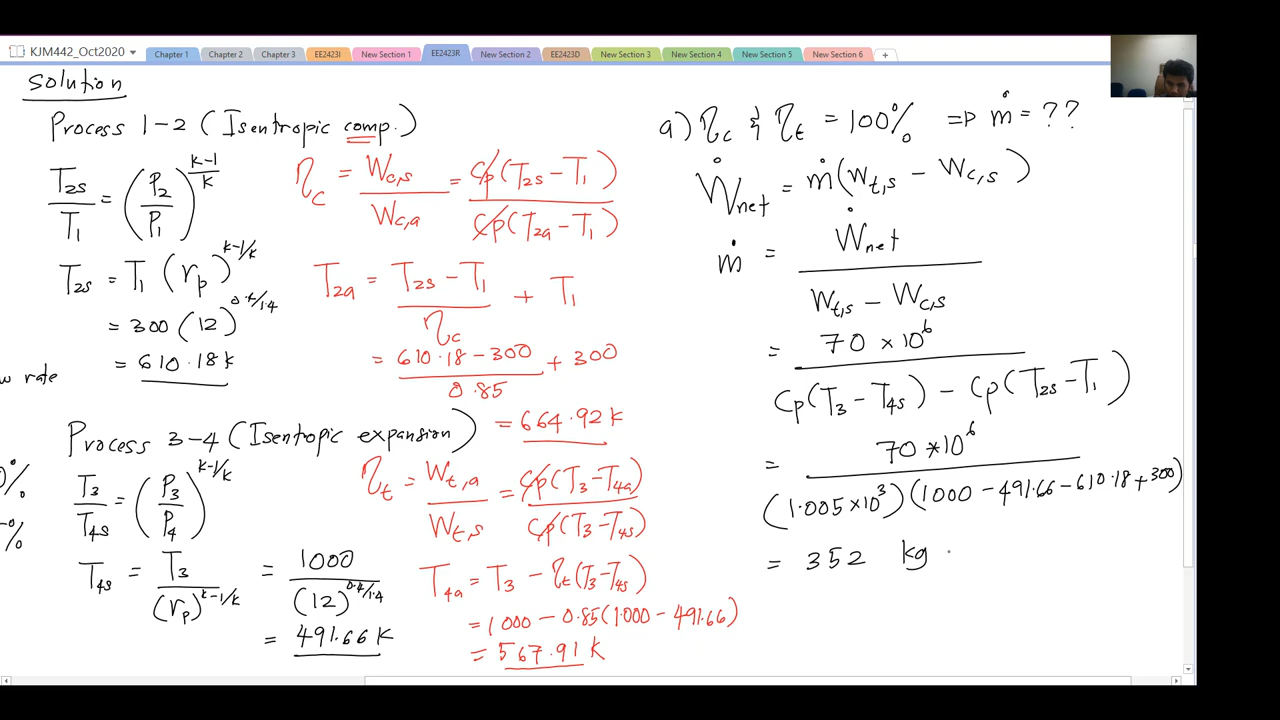 KJM442_Oct2020
Chapter 1 Chapter 2 Chapter 3 EE2423I New Section 1 EE2423R New Section 2 EE2423D New Section 3 New Section 4 New Section 5 New Section 6 +
Solution
Process 1-2 (Isentropic comp.)
T2s/T1 = (P2/P1)^(k-1/k)
T2s = T1 (rp)^(k-1/k)
= 300 (12)^(0.4/1.4)
= 610.18 K
w rate
Process 3-4 (Isentropic expansion)
0%
%
T3/T4s = (P3/P4)^(k-1/k)
T4s = T3/(rp)^(k-1/k) = 1000/(12)^(0.4/1.4)
= 491.66 K
ηc = Wc,s/Wc,a = cp(T2s - T1)/cp(T2a - T1)
T2a = (T2s - T1)/ηc + T1
= (610.18 - 300)/0.85 + 300
= 664.92 K
ηt = Wt,a/Wt,s = cp(T3 - T4a)/cp(T3 - T4s)
T4a = T3 - ηt(T3 - T4s)
= 1000 - 0.85(1000 - 491.66)
= 567.91 K
a) ηc & ηt = 100% => ṁ = ??
Ẇnet = ṁ(Wt,s - Wc,s)
ṁ = Ẇnet/(Wt,s - Wc,s)
= 70 × 10^6/(Cp(T3 - T4s) - Cp(T2s - T1))
= 70 × 10^6/((1.005 × 10^3)(1000 - 491.66 - 610.18 + 300))
= 352 kg